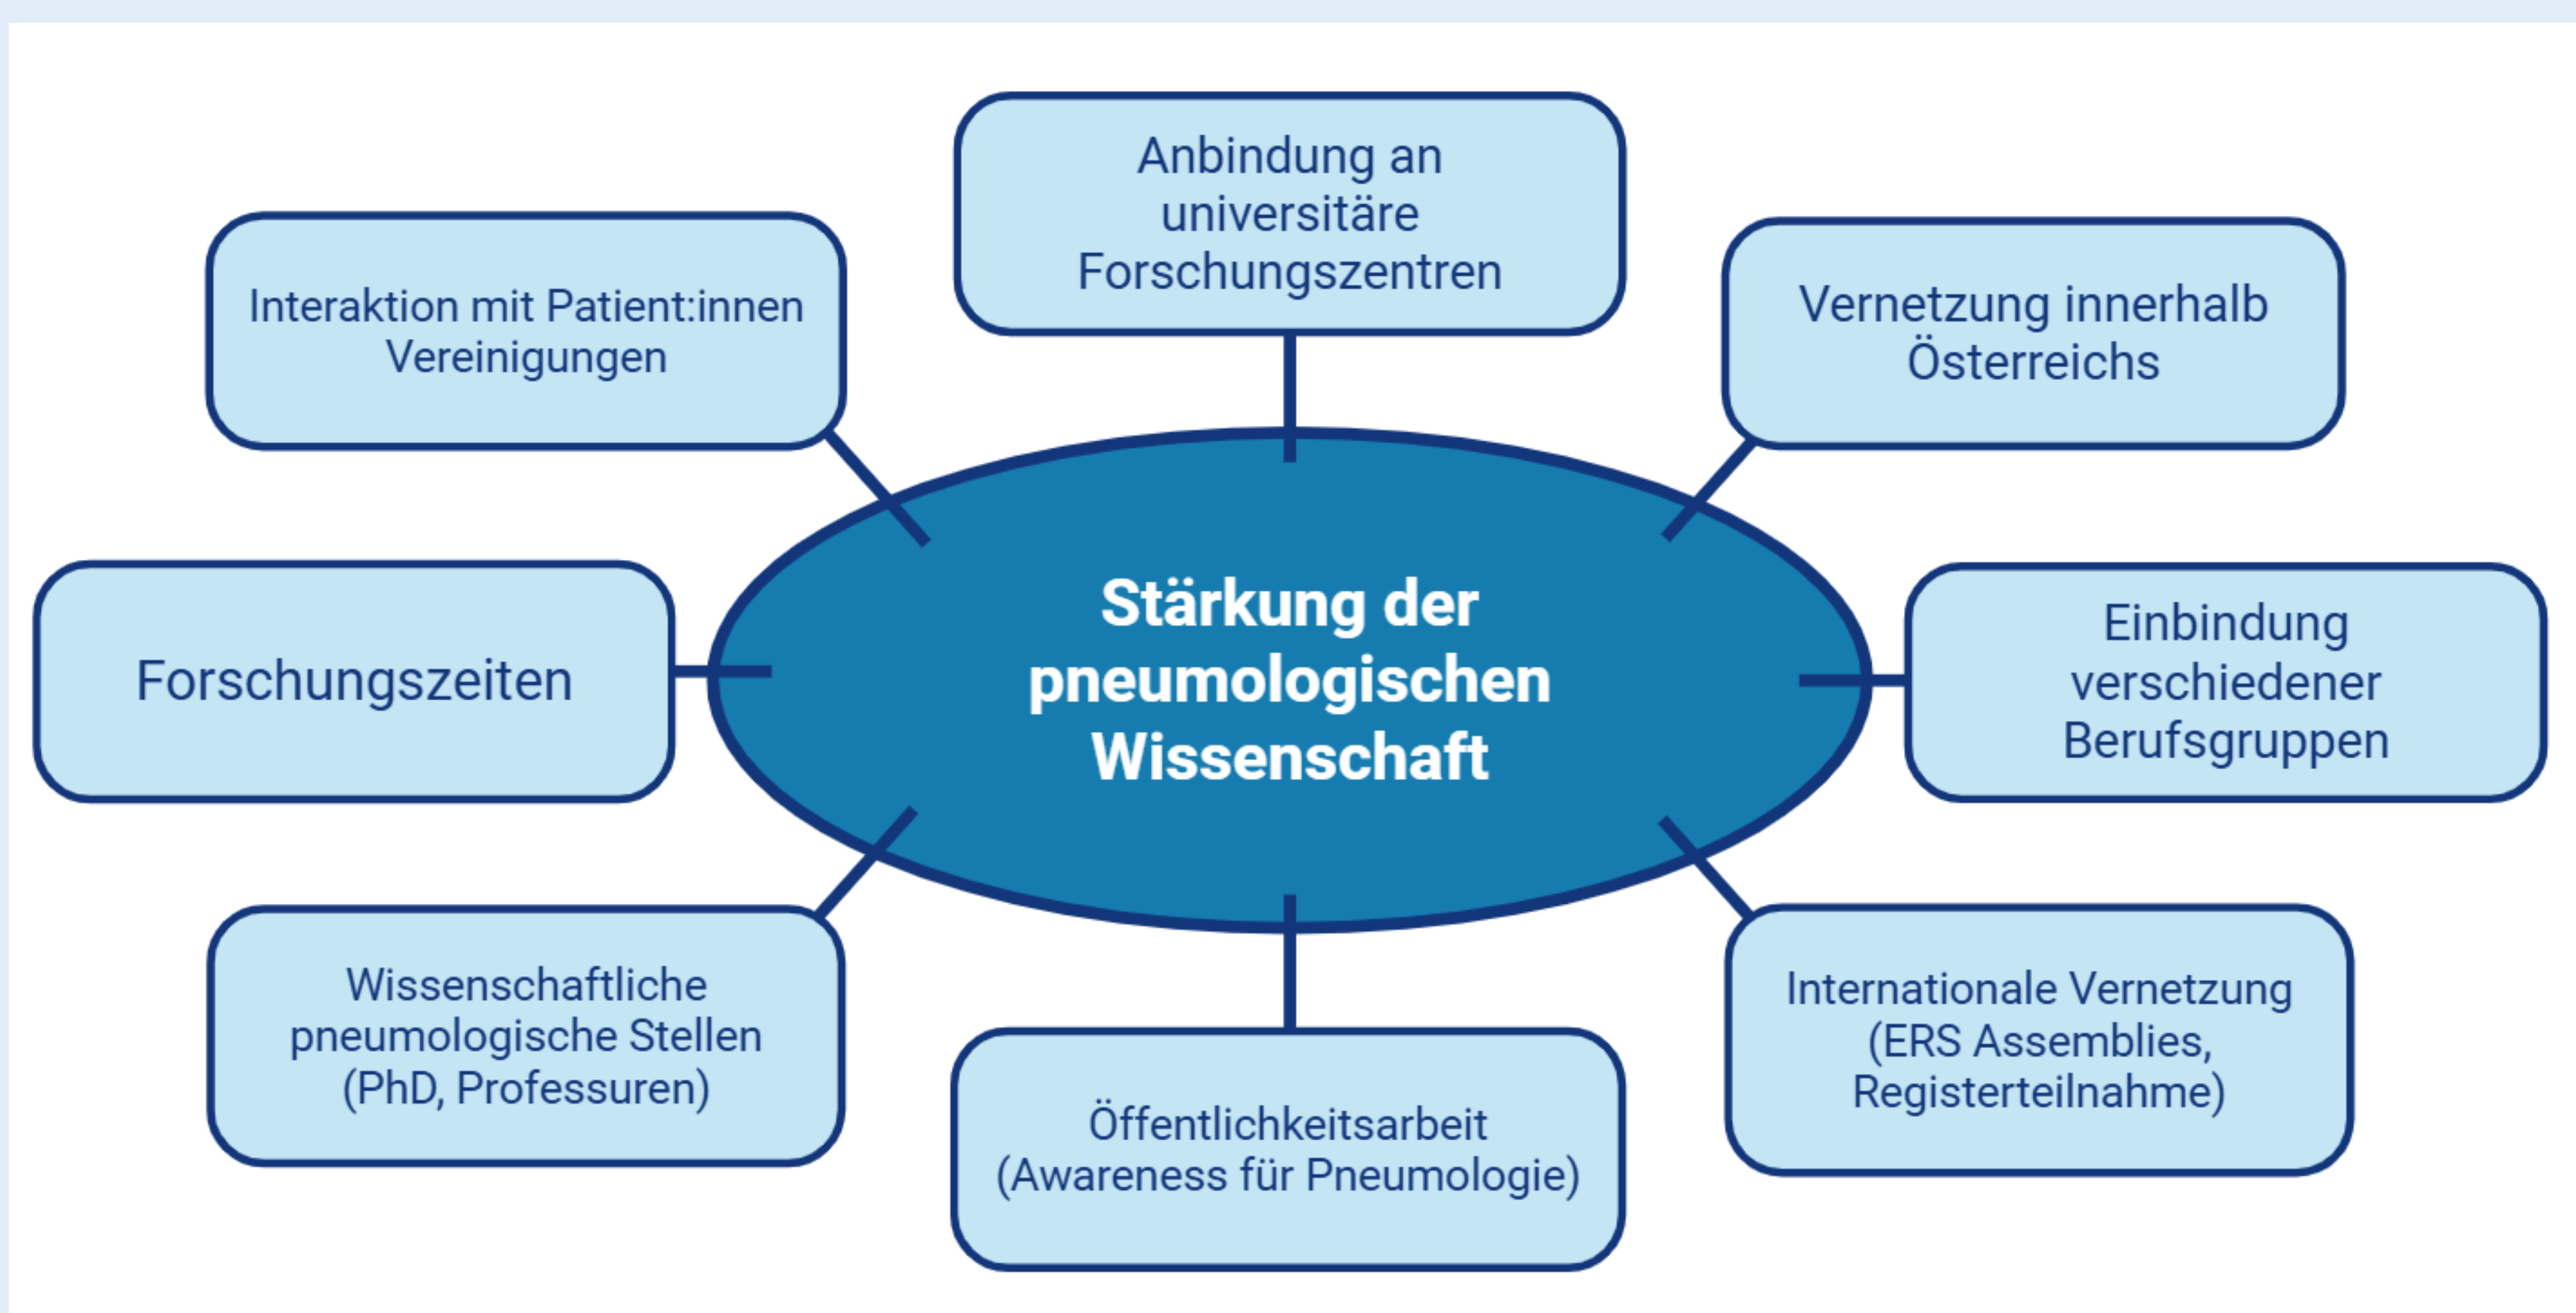 Anbindung an
universitäre
Forschungszentren
Interaktion mit Patient:innen
Vereinigungen
Vernetzung innerhalb
Österreichs
Forschungszeiten
Stärkung der
pneumologischen
Wissenschaft
Einbindung
verschiedener
Berufsgruppen
Wissenschaftliche
pneumologische Stellen
(PhD, Professuren)
Öffentlichkeitsarbeit
(Awareness für Pneumologie)
Internationale Vernetzung
(ERS Assemblies,
Registerteilnahme)